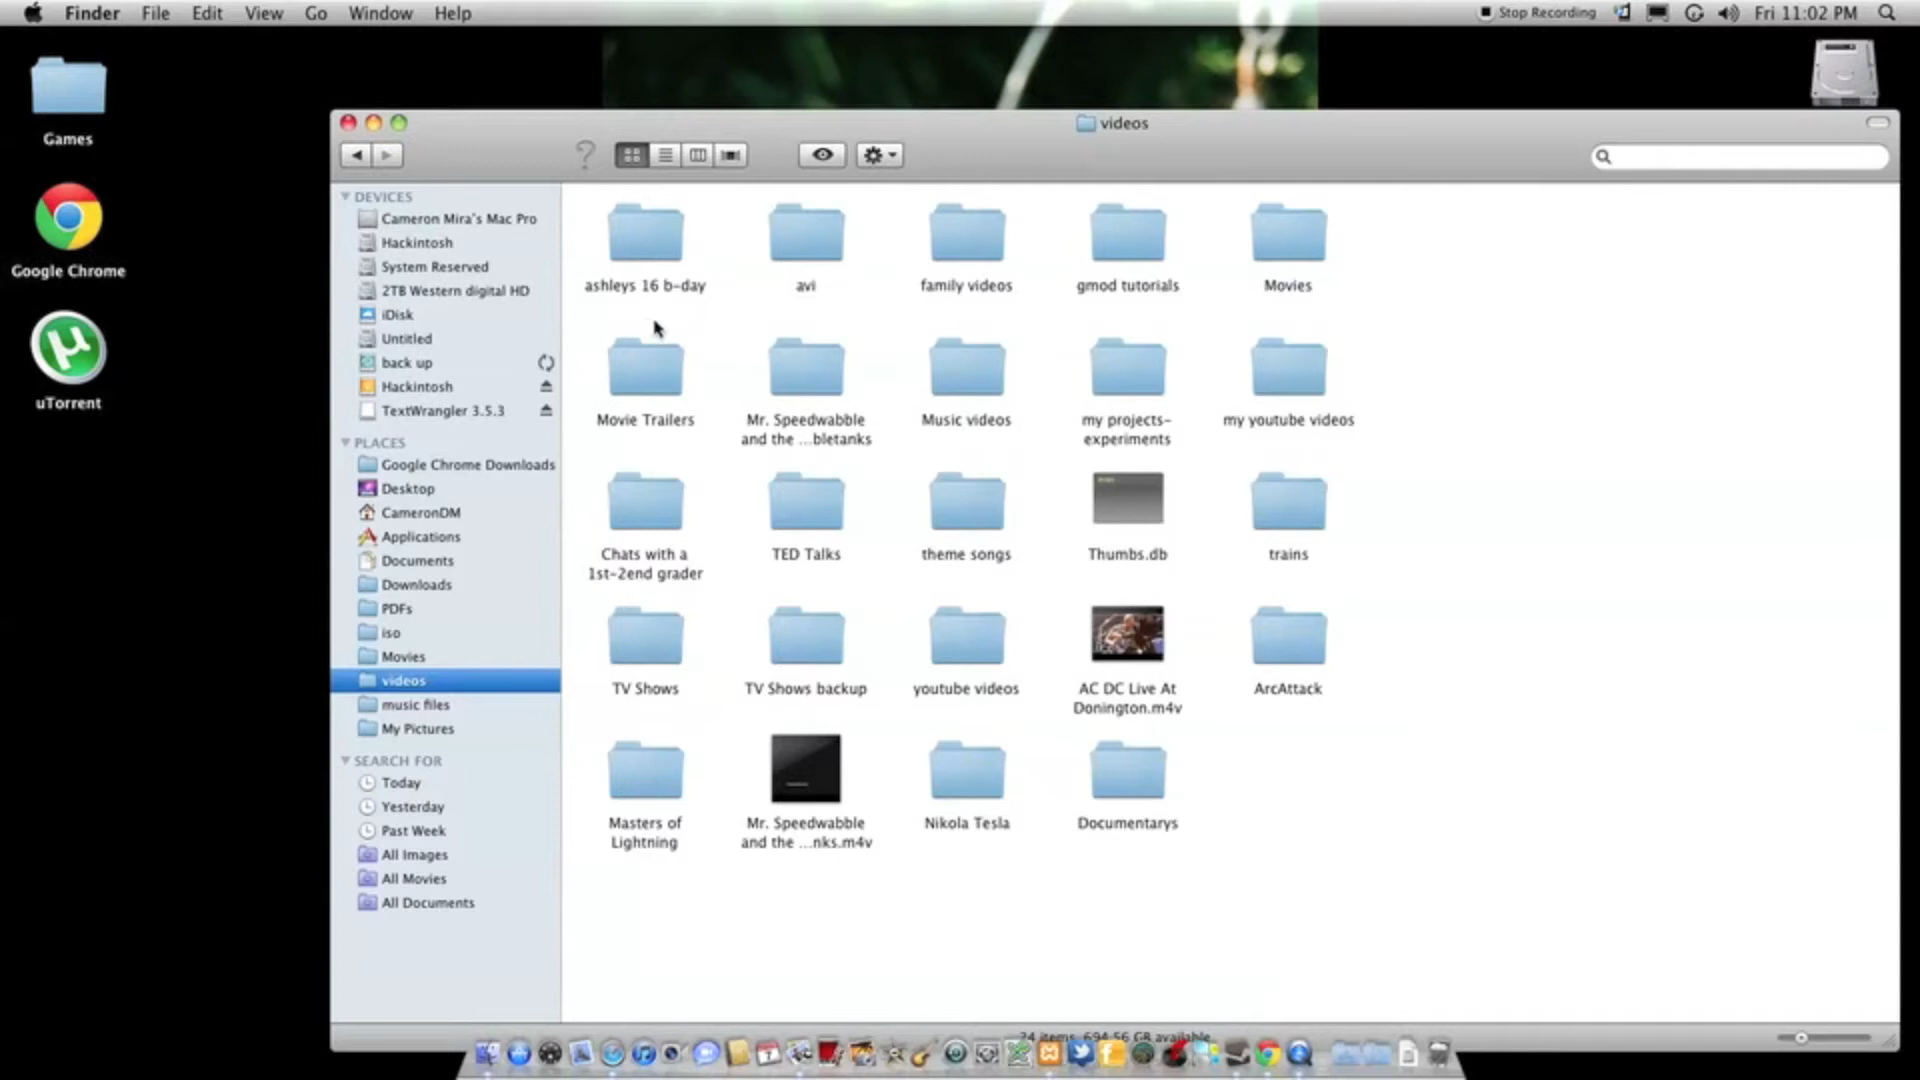 Finder File Edit View Go Window Help
Stop Recording Fri 11:02 PM
Games
Google Chrome
uTorrent
videos
DEVICES
Cameron Mira's Mac Pro
Hackintosh
System Reserved
2TB Western digital HD
iDisk
Untitled
back up
Hackintosh
TextWrangler 3.5.3
PLACES
Google Chrome Downloads
Desktop
CameronDM
Applications
Documents
Downloads
PDFs
iso
Movies
videos
music files
My Pictures
SEARCH FOR
Today
Yesterday
Past Week
All Images
All Movies
All Documents
ashleys 16 b-day
avi
family videos
gmod tutorials
Movies
Movie Trailers
Mr. Speedwabble
and the ...bletanks
Music videos
my projects-
experiments
my youtube videos
Chats with a
1st-2end grader
TED Talks
theme songs
Thumbs.db
trains
TV Shows
TV Shows backup
youtube videos
AC DC Live At
Donington.m4v
ArcAttack
Masters of
Lightning
Mr. Speedwabble
and the ...nks.m4v
Nikola Tesla
Documentarys
24 items, 694.56 GB available